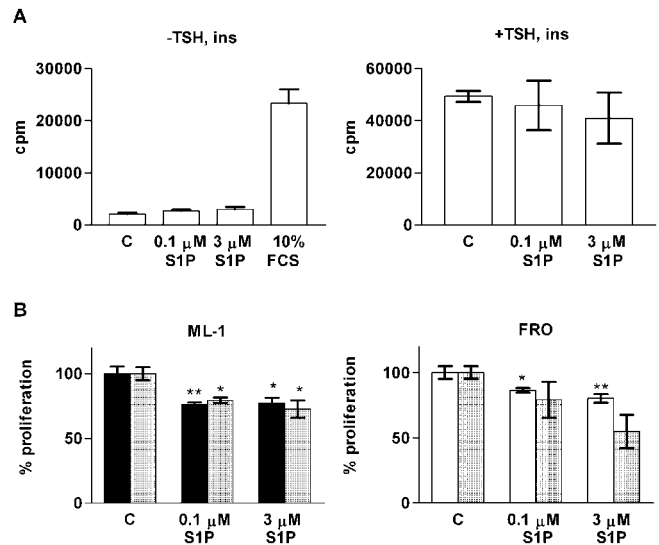 A
-TSH, ins
+TSH, ins
cpm
30000
20000
10000
0
C
0.1 µM
S1P
3 µM
S1P
10%
FCS
cpm
60000
40000
20000
0
C
0.1 µM
S1P
3 µM
S1P
B
ML-1
FRO
% proliferation
100
75
50
0
** * * *
C
0.1 µM
S1P
3 µM
S1P
% proliferation
100
50
0
* **
C
0.1 µM
S1P
3 µM
S1P